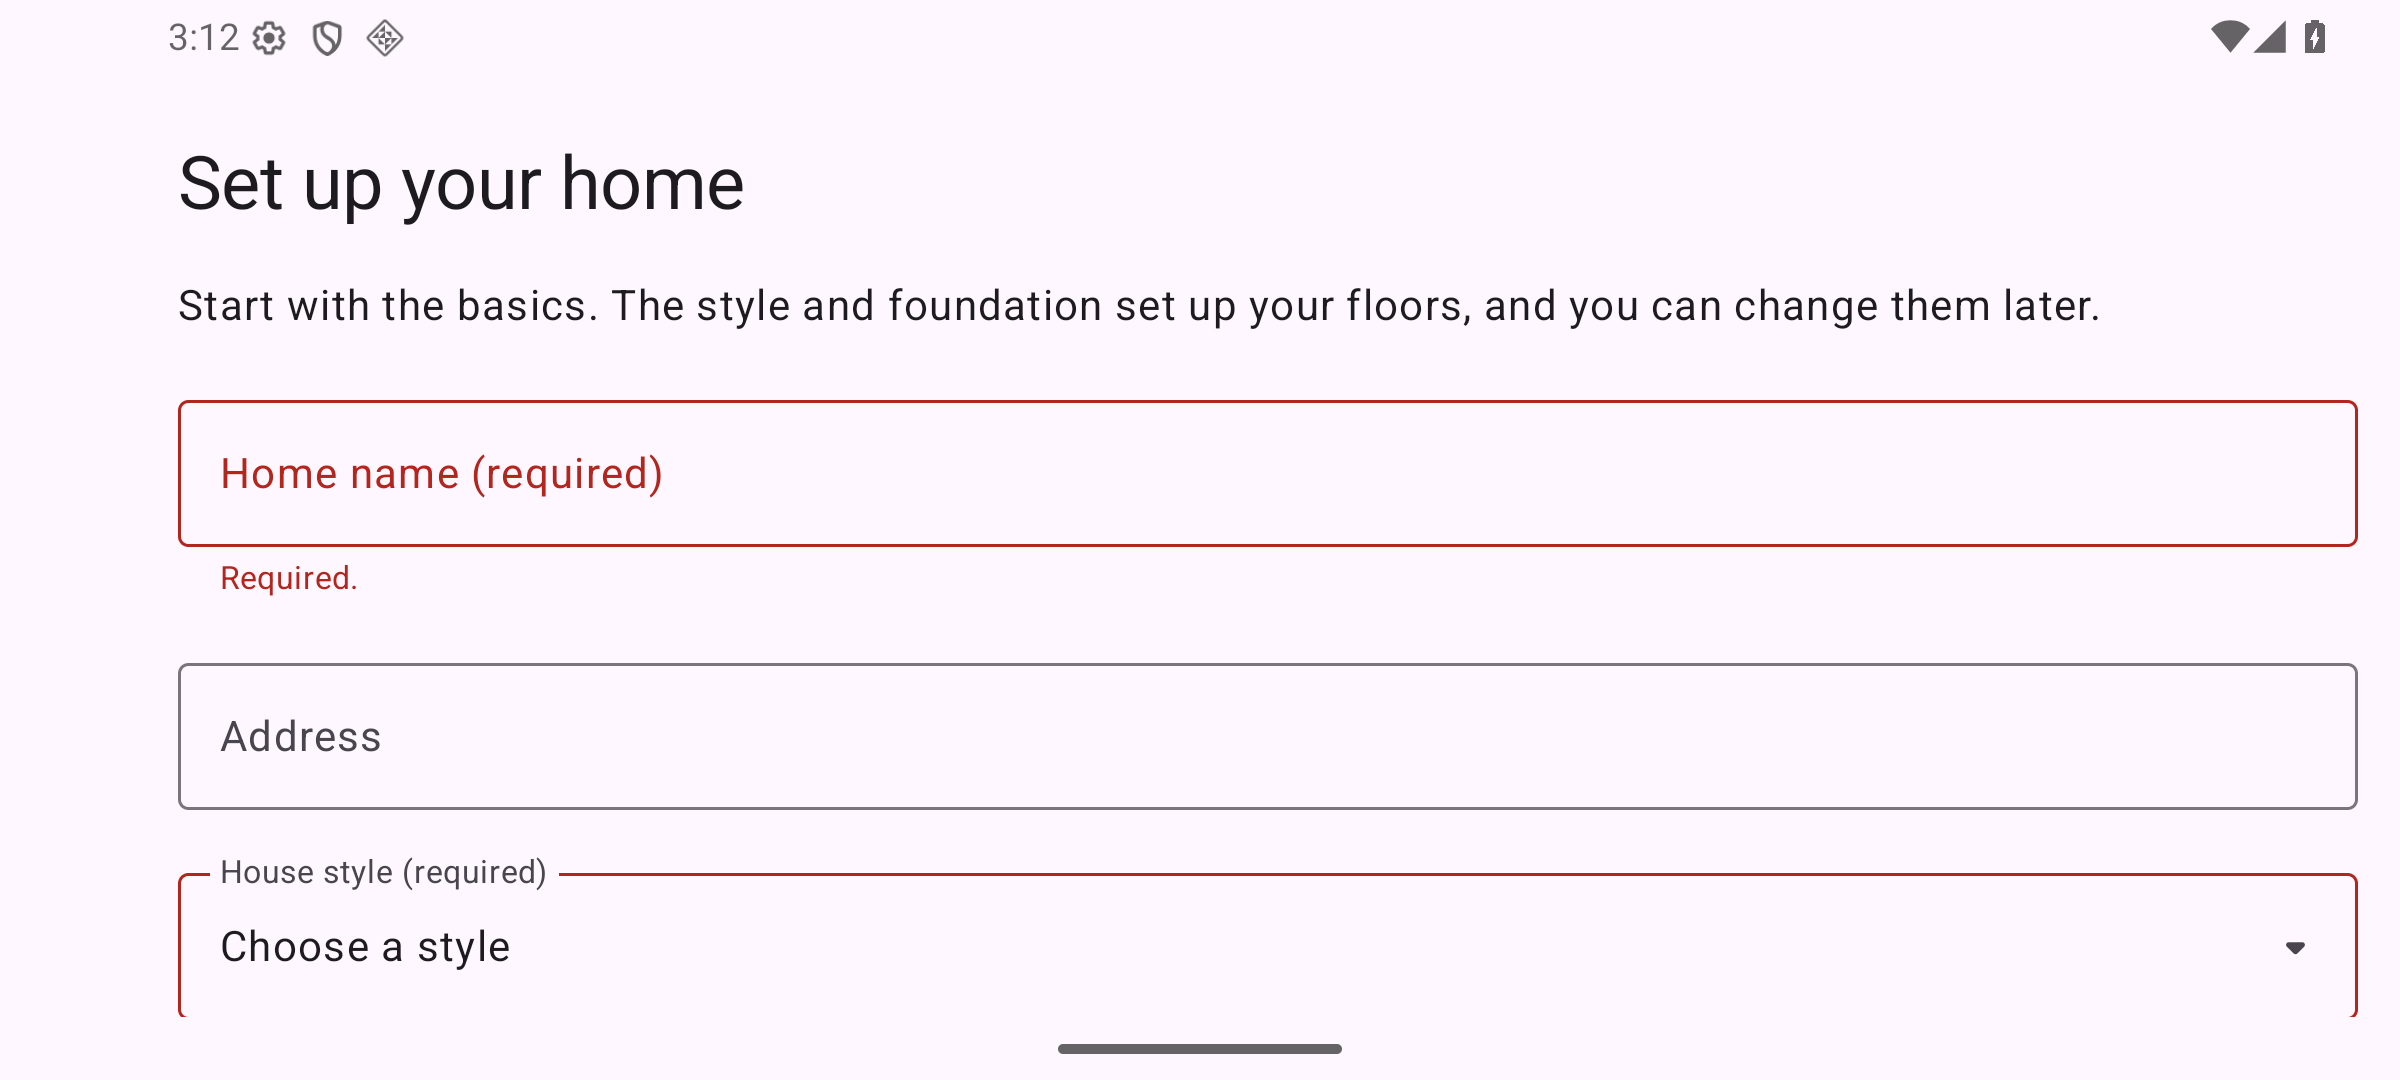 3:12
Set up your home
Start with the basics. The style and foundation set up your floors, and you can change them later.
Home name (required)
Required.
Address
House style (required)
Choose a style